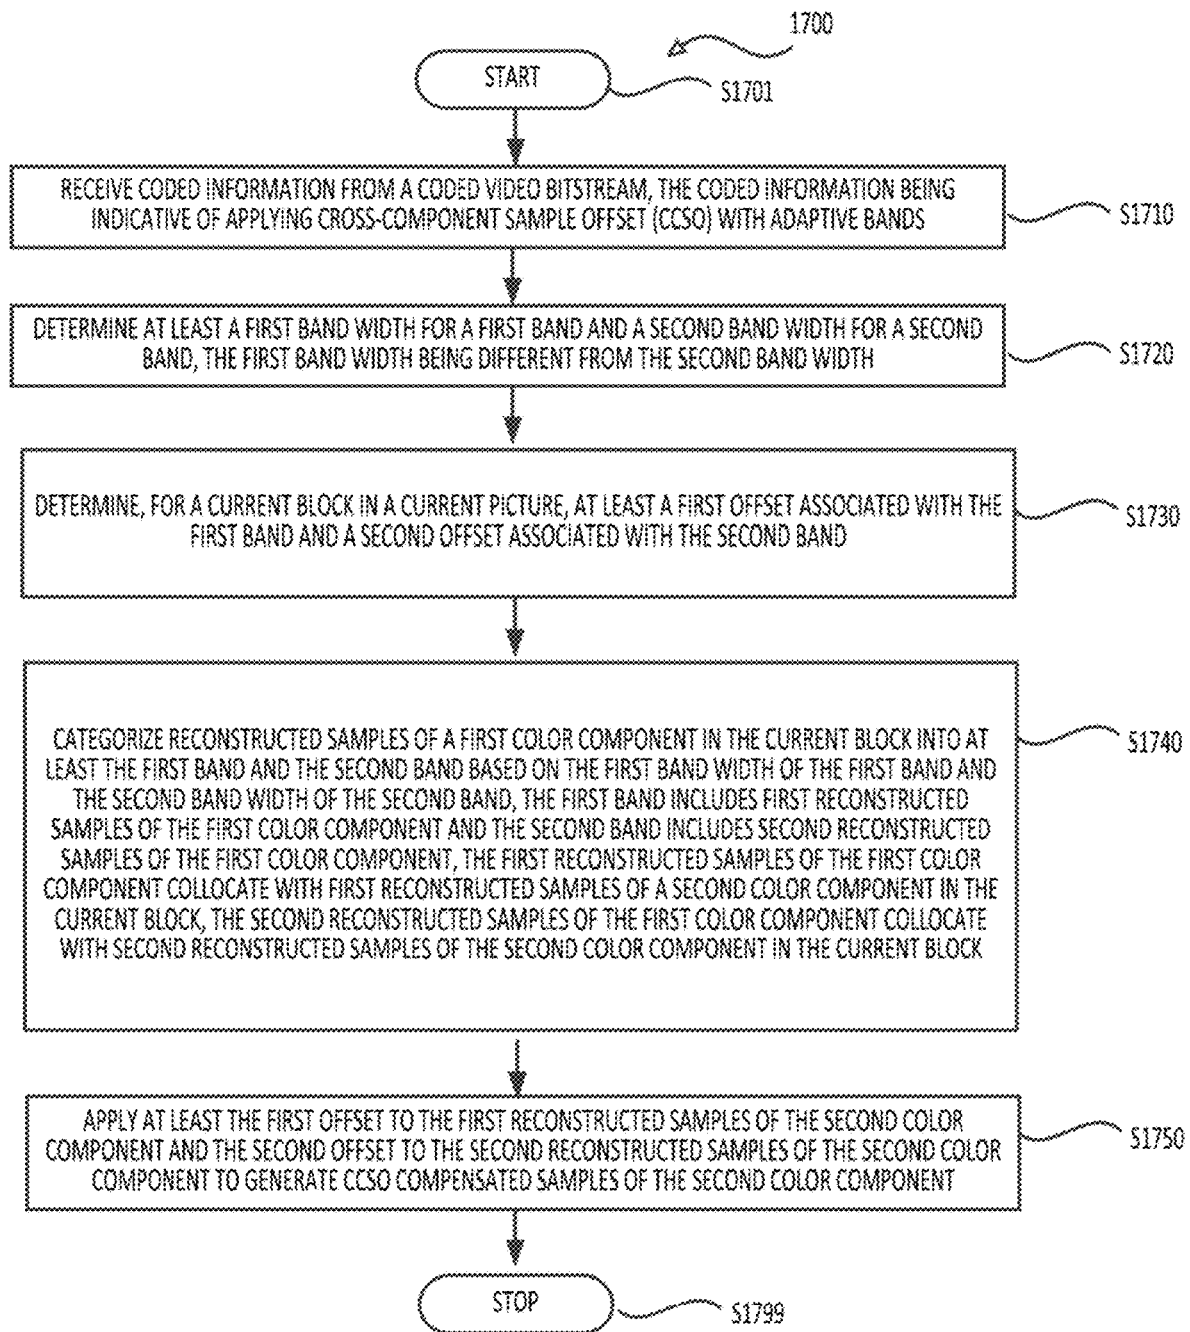 1700
START
S1701
RECEIVE CODED INFORMATION FROM A CODED VIDEO BITSTREAM, THE CODED INFORMATION BEING
INDICATIVE OF APPLYING CROSS-COMPONENT SAMPLE OFFSET (CCSO) WITH ADAPTIVE BANDS
S1710
DETERMINE AT LEAST A FIRST BAND WIDTH FOR A FIRST BAND AND A SECOND BAND WIDTH FOR A SECOND
BAND, THE FIRST BAND WIDTH BEING DIFFERENT FROM THE SECOND BAND WIDTH
S1720
DETERMINE, FOR A CURRENT BLOCK IN A CURRENT PICTURE, AT LEAST A FIRST OFFSET ASSOCIATED WITH THE
FIRST BAND AND A SECOND OFFSET ASSOCIATED WITH THE SECOND BAND
S1730
CATEGORIZE RECONSTRUCTED SAMPLES OF A FIRST COLOR COMPONENT IN THE CURRENT BLOCK INTO AT
LEAST THE FIRST BAND AND THE SECOND BAND BASED ON THE FIRST BAND WIDTH OF THE FIRST BAND AND
THE SECOND BAND WIDTH OF THE SECOND BAND, THE FIRST BAND INCLUDES FIRST RECONSTRUCTED
SAMPLES OF THE FIRST COLOR COMPONENT AND THE SECOND BAND INCLUDES SECOND RECONSTRUCTED
SAMPLES OF THE FIRST COLOR COMPONENT, THE FIRST RECONSTRUCTED SAMPLES OF THE FIRST COLOR
COMPONENT COLLOCATE WITH FIRST RECONSTRUCTED SAMPLES OF A SECOND COLOR COMPONENT IN THE
CURRENT BLOCK, THE SECOND RECONSTRUCTED SAMPLES OF THE FIRST COLOR COMPONENT COLLOCATE
WITH SECOND RECONSTRUCTED SAMPLES OF THE SECOND COLOR COMPONENT IN THE CURRENT BLOCK
S1740
APPLY AT LEAST THE FIRST OFFSET TO THE FIRST RECONSTRUCTED SAMPLES OF THE SECOND COLOR
COMPONENT AND THE SECOND OFFSET TO THE SECOND RECONSTRUCTED SAMPLES OF THE SECOND COLOR
COMPONENT TO GENERATE CCSO COMPENSATED SAMPLES OF THE SECOND COLOR COMPONENT
S1750
STOP
S1799